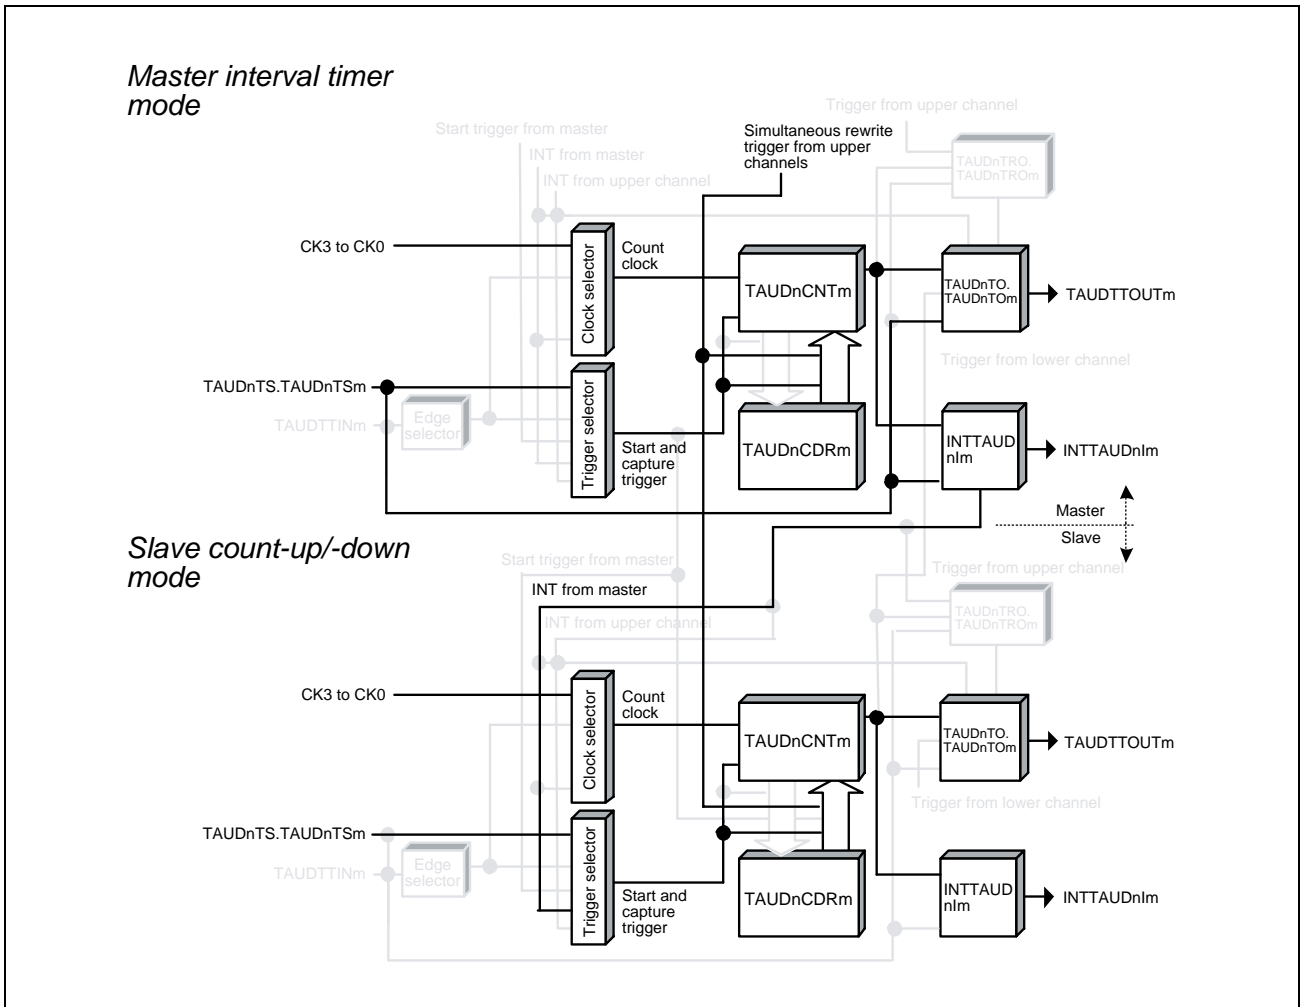 Master interval timer
mode
Trigger from upper channel
Start trigger from master
Simultaneous rewrite
trigger from upper
channels
INT from master
INT from upper channel
TAUDnTRO.
TAUDnTROm
CK3 to CK0
Clock selector
Count
clock
TAUDnCNTm
TAUDnTO.
TAUDnTOm
TAUDTTOUTm
Trigger from lower channel
TAUDnTS.TAUDnTSm
TAUDTTINm
Edge
selector
Trigger selector
Start and
capture
trigger
TAUDnCDRm
INTTAUD
nIm
INTTAUDnIm
Master
Slave
Slave count-up/-down
mode
Start trigger from master
INT from master
INT from upper channel
Trigger from upper channel
TAUDnTRO.
TAUDnTROm
CK3 to CK0
Clock selector
Count
clock
TAUDnCNTm
TAUDnTO.
TAUDnTOm
TAUDTTOUTm
Trigger from lower channel
TAUDnTS.TAUDnTSm
TAUDTTINm
Edge
selector
Trigger selector
Start and
capture
trigger
TAUDnCDRm
INTTAUD
nIm
INTTAUDnIm